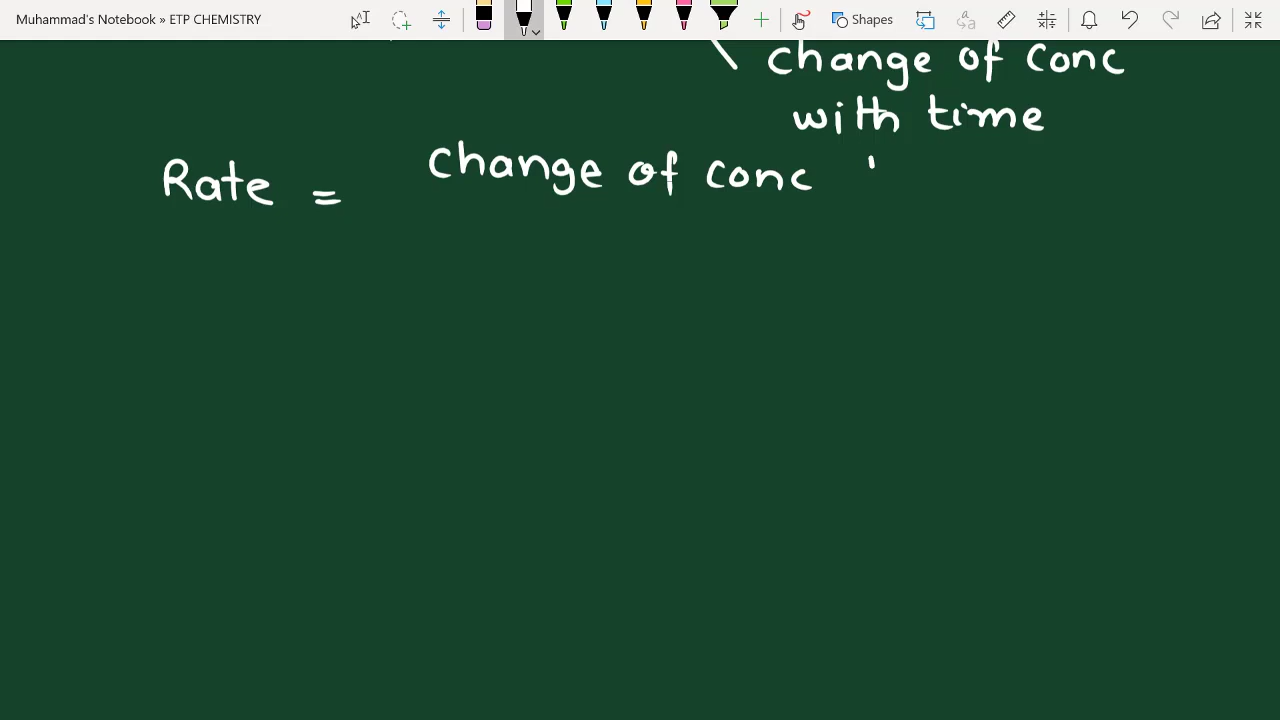 Muhammad's Notebook » ETP CHEMISTRY
Shapes
change of conc
with time
Rate = change of conc